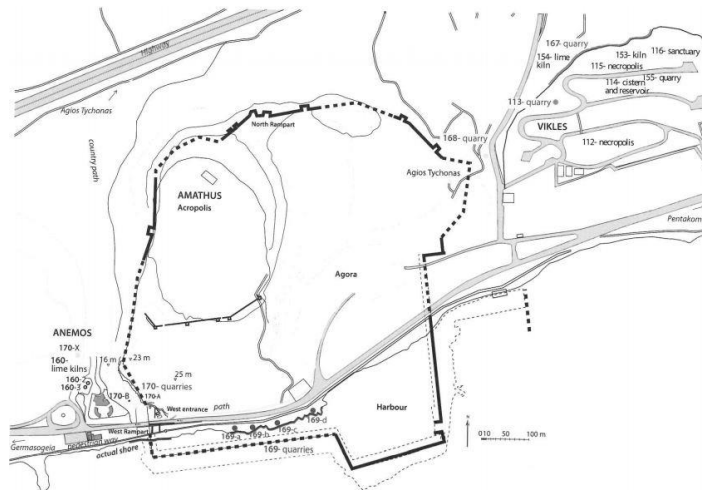 Highway
Agios Tychonas
country path
North Rampart
AMATHUS
Acropolis
Agora
167- quarry
154- lime
kiln
153- kiln
116- sanctuary
115- necropolis
114- cistern
and reservoir
155- quarry
113- quarry
VIKLES
112- necropolis
168- quarry
Agios Tychonas
Pentakom
ANEMOS
170-X
160-
lime kilns
160-2
160-3
16 m
23 m
25 m
170- quarries
170-B
170-A
West entrance
path
West Rampart
pedestrian way
actual shore
Germasogeia
169-a
169-b
169-c
169-d
169- quarries
Harbour
0 10 50 100 m